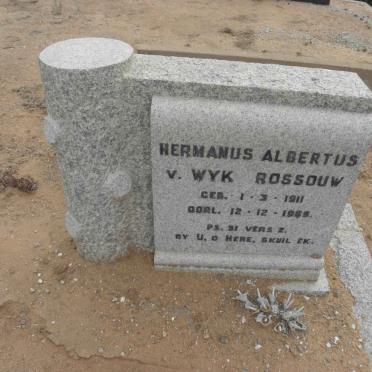 HERMANUS ALBERTUS
v. WYK ROSSOUW
GEB. 1-3-1911
OORL. 12-12-1969.
PS. 31 VERS 2.
BY U, O HERE, SKUIL EK.